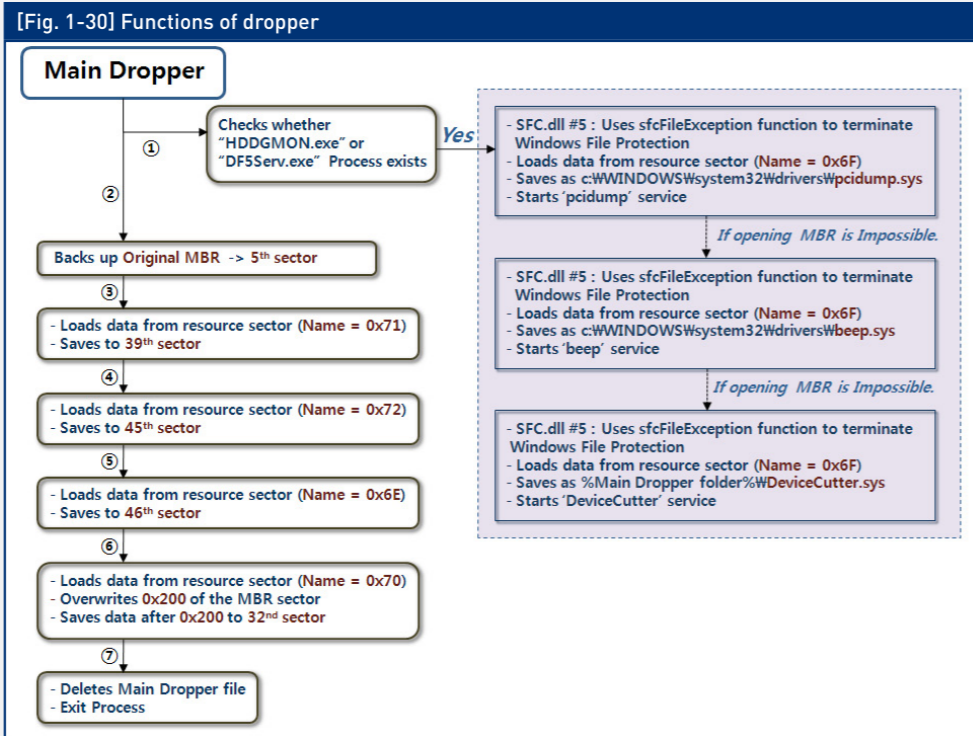 [Fig. 1-30] Functions of dropper
Main Dropper
①
Checks whether
"HDDGMON.exe" or
"DF5Serv.exe" Process exists
Yes
- SFC.dll #5 : Uses sfcFileException function to terminate
Windows File Protection
- Loads data from resource sector (Name = 0x6F)
- Saves as c:₩WINDOWS₩system32₩drivers₩pcidump.sys
- Starts 'pcidump' service
If opening MBR is Impossible.
- SFC.dll #5 : Uses sfcFileException function to terminate
Windows File Protection
- Loads data from resource sector (Name = 0x6F)
- Saves as c:₩WINDOWS₩system32₩drivers₩beep.sys
- Starts 'beep' service
If opening MBR is Impossible.
- SFC.dll #5 : Uses sfcFileException function to terminate
Windows File Protection
- Loads data from resource sector (Name = 0x6F)
- Saves as %Main Dropper folder%₩DeviceCutter.sys
- Starts 'DeviceCutter' service
②
Backs up Original MBR -> 5th sector
③
- Loads data from resource sector (Name = 0x71)
- Saves to 39th sector
④
- Loads data from resource sector (Name = 0x72)
- Saves to 45th sector
⑤
- Loads data from resource sector (Name = 0x6E)
- Saves to 46th sector
⑥
- Loads data from resource sector (Name = 0x70)
- Overwrites 0x200 of the MBR sector
- Saves data after 0x200 to 32nd sector
⑦
- Deletes Main Dropper file
- Exit Process